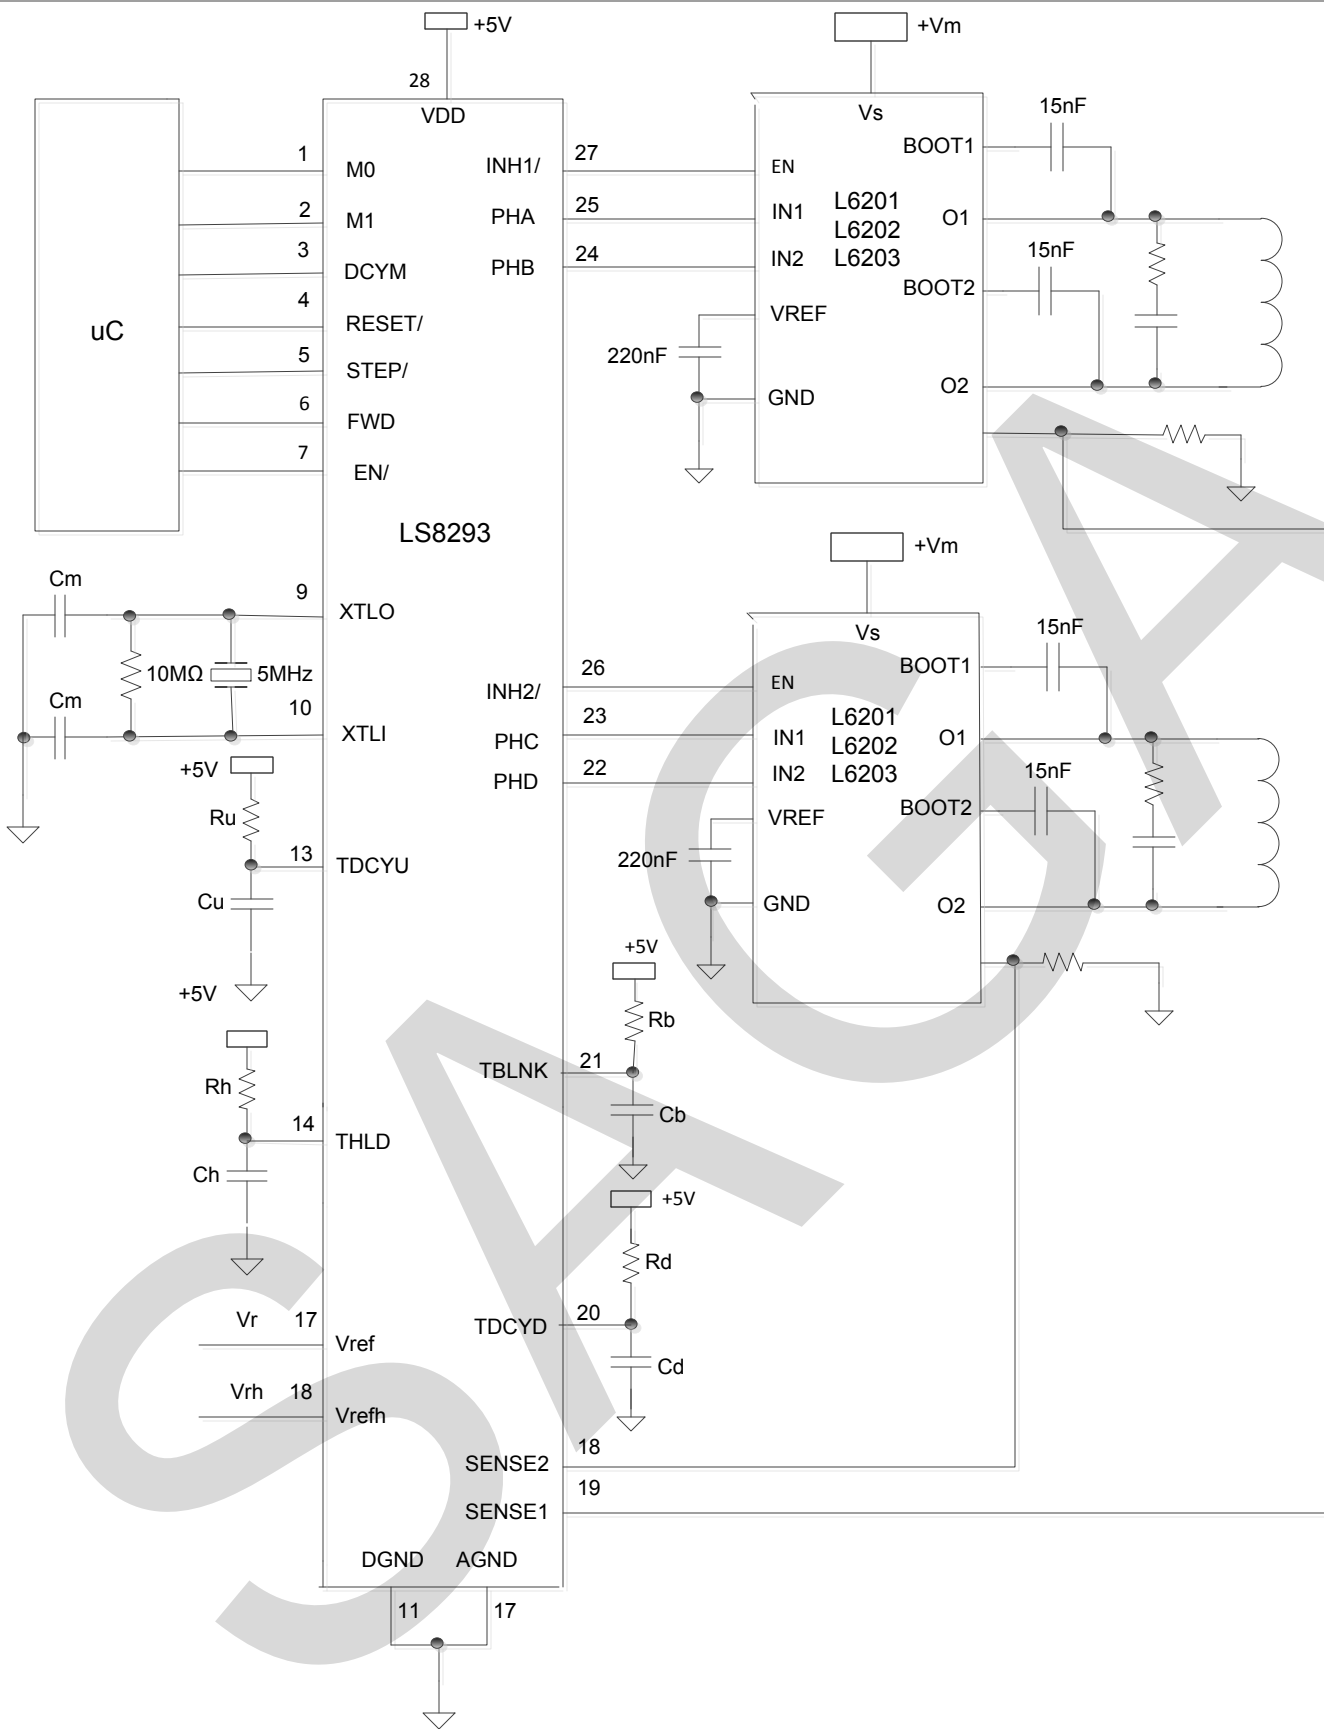 +5V
+Vm
28
VDD
Vs
BOOT1
15nF
1
M0
INH1/
27
EN
2
M1
PHA
25
IN1
L6201
L6202
L6203
O1
3
DCYM
PHB
24
IN2
15nF
BOOT2
4
RESET/
VREF
uC
5
STEP/
220nF
6
FWD
GND
O2
7
EN/
LS8293
+Vm
Cm
9
XTLO
Vs
15nF
BOOT1
10MΩ
5MHz
26
INH2/
EN
Cm
10
XTLI
23
PHC
IN1
L6201
L6202
L6203
O1
+5V
22
PHD
IN2
15nF
BOOT2
Ru
VREF
13
TDCYU
220nF
Cu
GND
O2
+5V
+5V
Rb
21
TBLNK
Rh
Cb
14
THLD
Ch
+5V
Rd
20
TDCYD
Vr
17
Vref
Cd
Vrh
18
Vrefh
18
SENSE2
19
SENSE1
DGND
AGND
11
17
SAGA